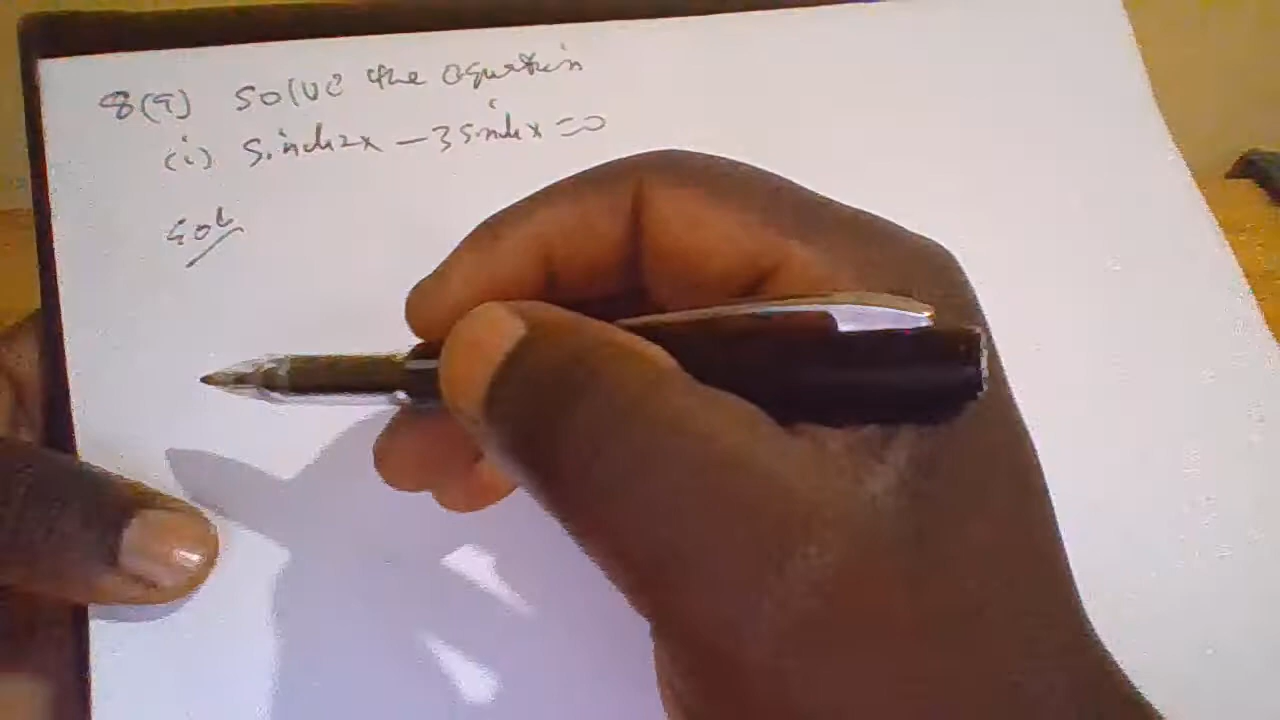 8(a) Solve the equation
(i) sinh2x - 3sinhx = 0
Sol